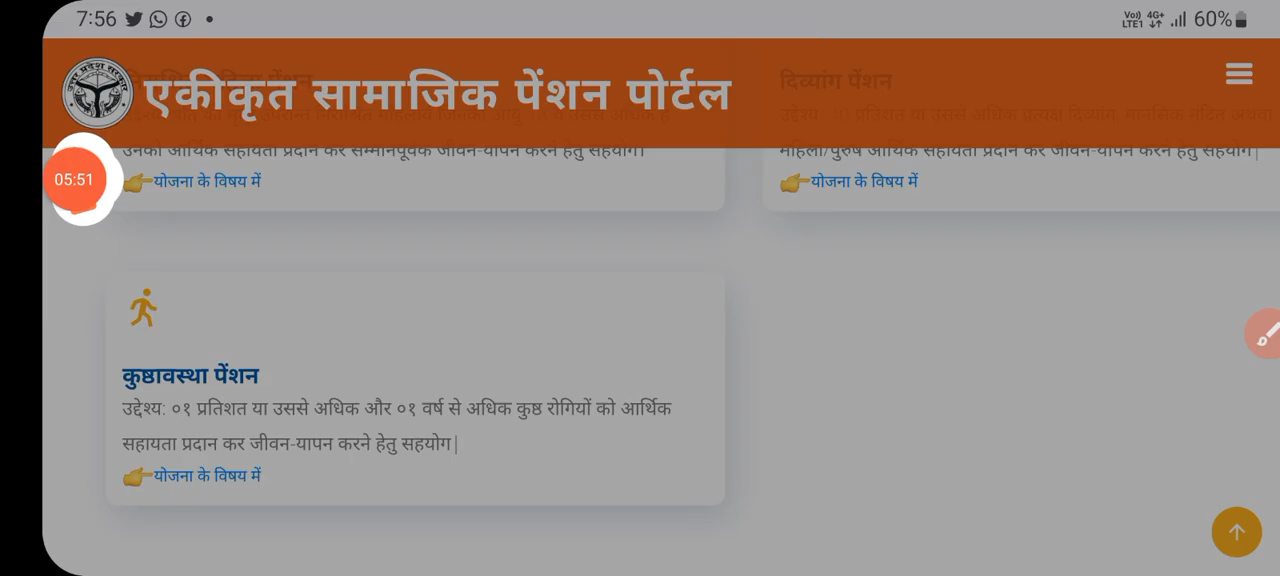 7:56
Vo) LTE1 4G+ 60%
एकीकृत सामाजिक पेंशन पोर्टल
दिव्यांग पेंशन
उनको आर्थिक सहायता प्रदान कर सम्मानपूर्वक जीवन-यापन करने हेतु सहयोग।
महिला/पुरुष आर्थिक सहायता प्रदान कर जीवन-यापन करने हेतु सहयोग|
05:51
योजना के विषय में
योजना के विषय में
कुष्ठावस्था पेंशन
उद्देश्य: ०१ प्रतिशत या उससे अधिक और ०१ वर्ष से अधिक कुष्ठ रोगियों को आर्थिक
सहायता प्रदान कर जीवन-यापन करने हेतु सहयोग|
योजना के विषय में